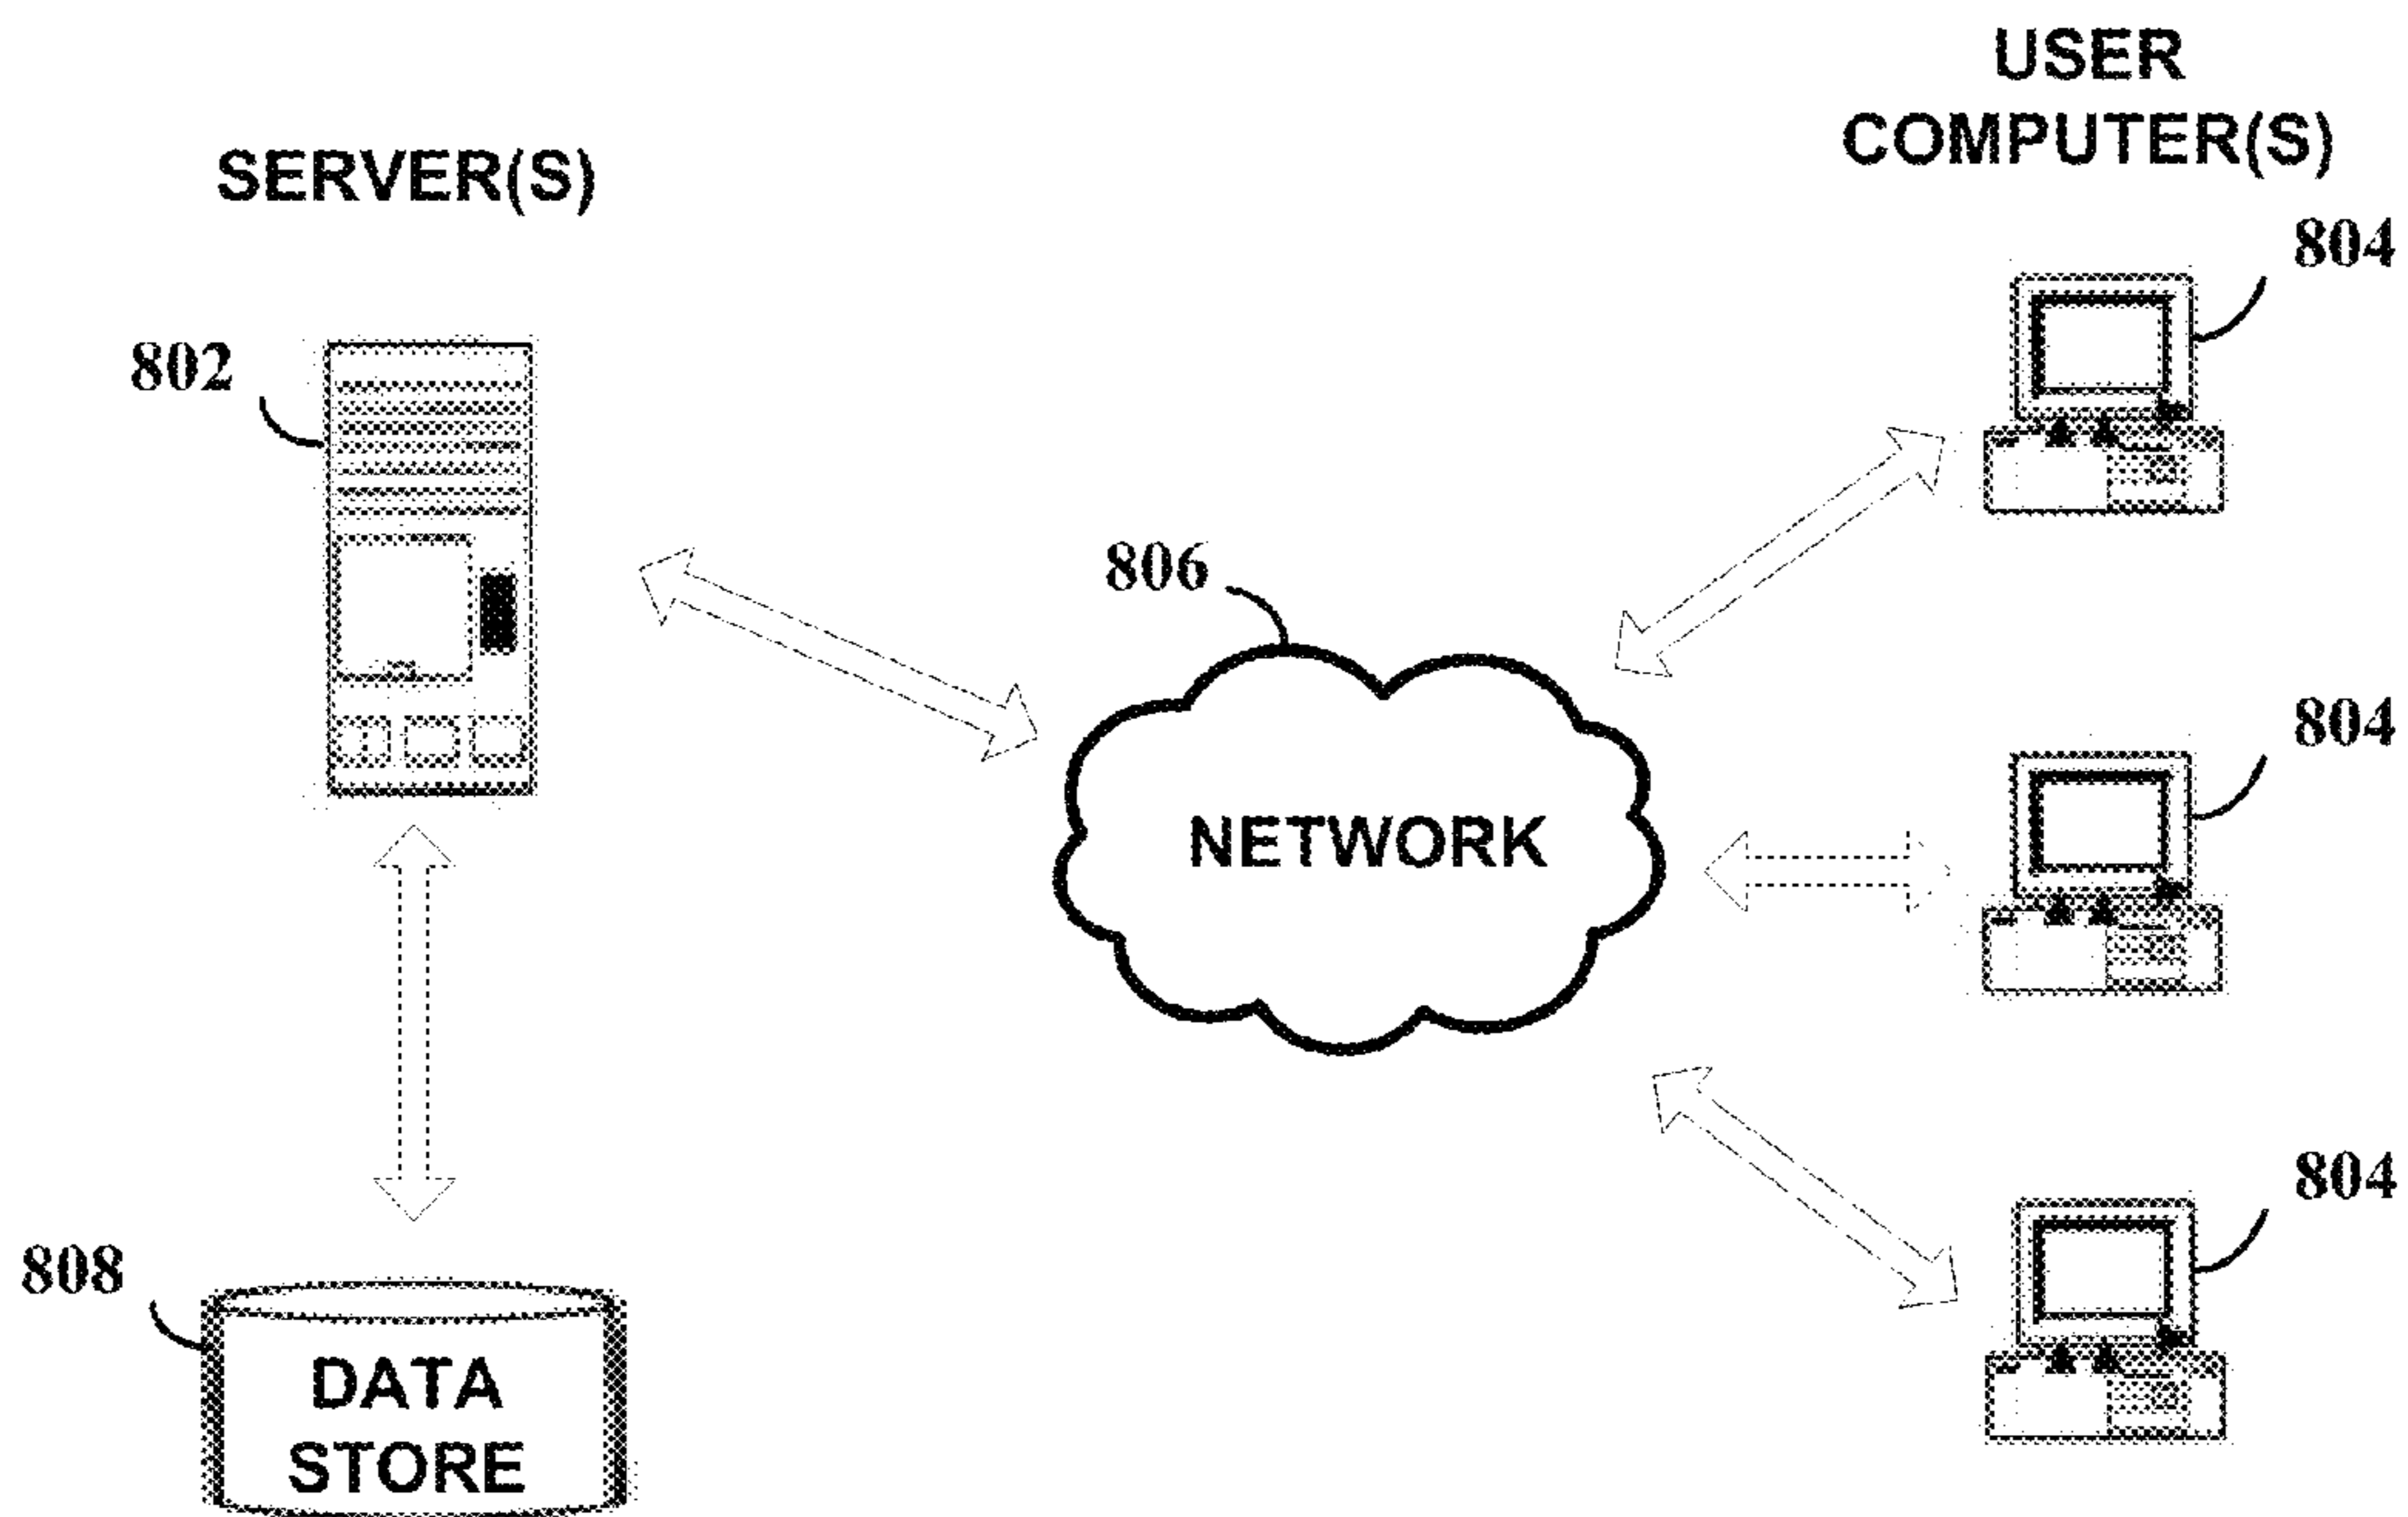 USER
COMPUTER(S)
SERVER(S)
804
802
806
804
NETWORK
804
808
DATA
STORE